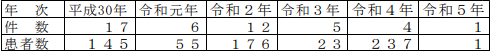 年　次 平成30年 令和元年 令和２年 令和３年 令和４年 令和５年
件　数 １７ ６ １２ ５ ４ １
患者数 １４５ ５５ １７６ ２３ ２３７ １